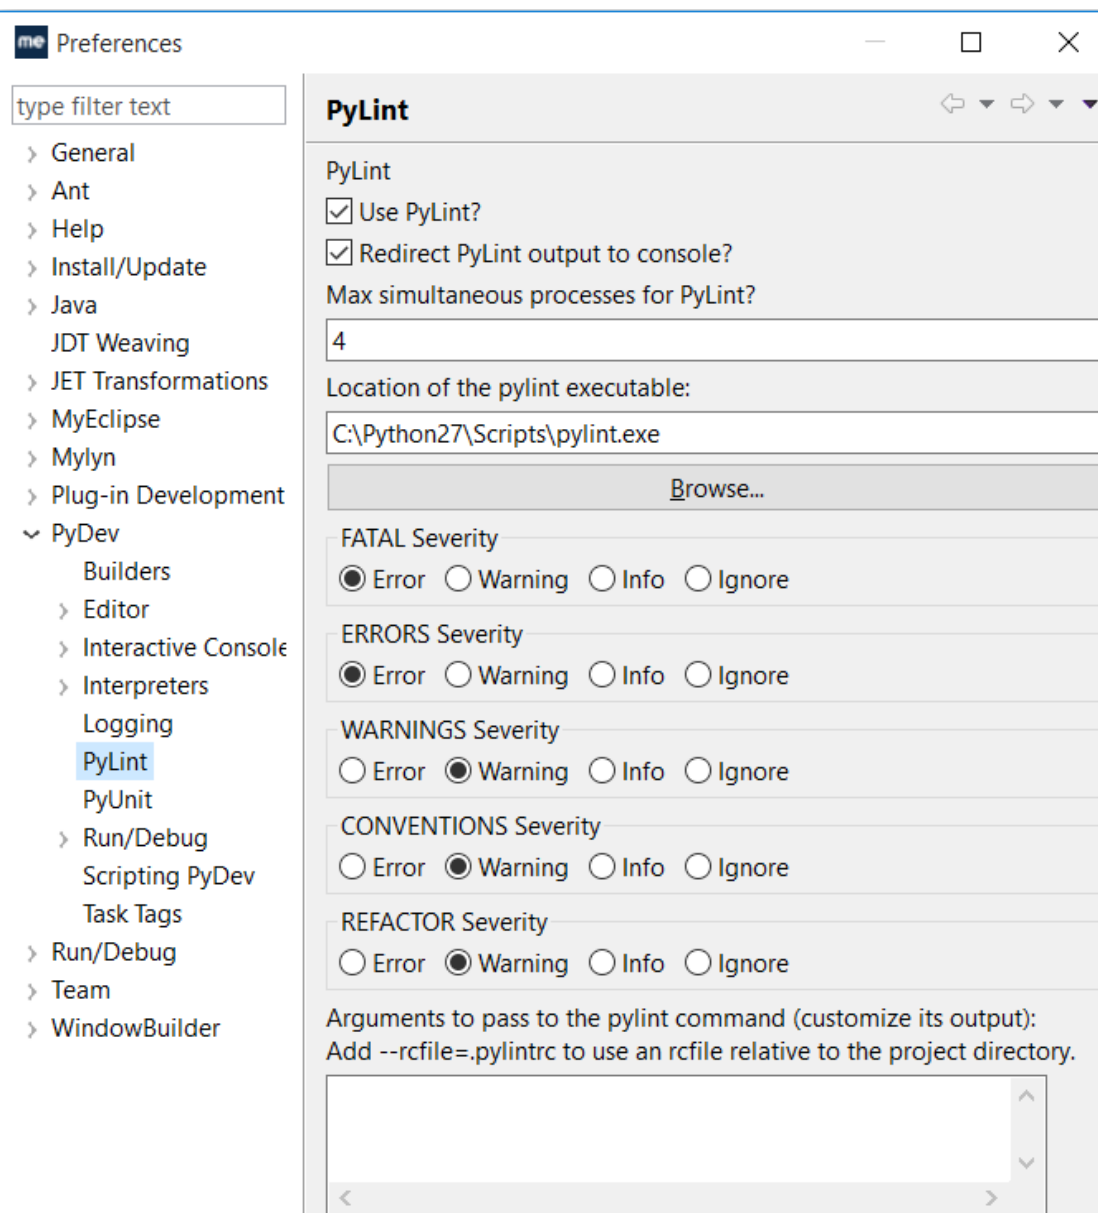 me Preferences
type filter text
General
Ant
Help
Install/Update
Java
JDT Weaving
JET Transformations
MyEclipse
Mylyn
Plug-in Development
PyDev
Builders
Editor
Interactive Console
Interpreters
Logging
PyLint
PyUnit
Run/Debug
Scripting PyDev
Task Tags
Run/Debug
Team
WindowBuilder
PyLint
PyLint
Use PyLint?
Redirect PyLint output to console?
Max simultaneous processes for PyLint?
4
Location of the pylint executable:
C:\Python27\Scripts\pylint.exe
Browse...
FATAL Severity
Error Warning Info Ignore
ERRORS Severity
Error Warning Info Ignore
WARNINGS Severity
Error Warning Info Ignore
CONVENTIONS Severity
Error Warning Info Ignore
REFACTOR Severity
Error Warning Info Ignore
Arguments to pass to the pylint command (customize its output):
Add --rcfile=.pylintrc to use an rcfile relative to the project directory.